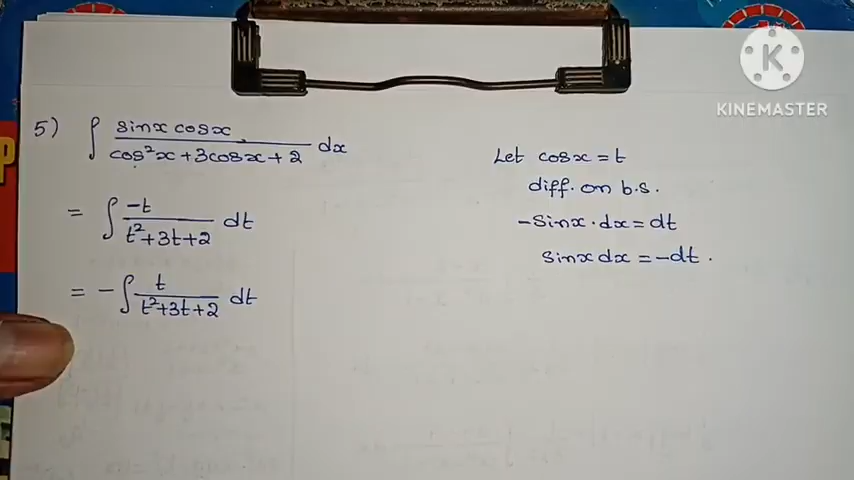 5) ∫ sinx cosx / cos²x + 3cosx + 2 dx
= ∫ -t / t²+3t+2 dt
= - ∫ t / t²+3t+2 dt
Let cosx = t
diff. on b.s.
-sinx . dx = dt
sinx dx = -dt .
KINEMASTER